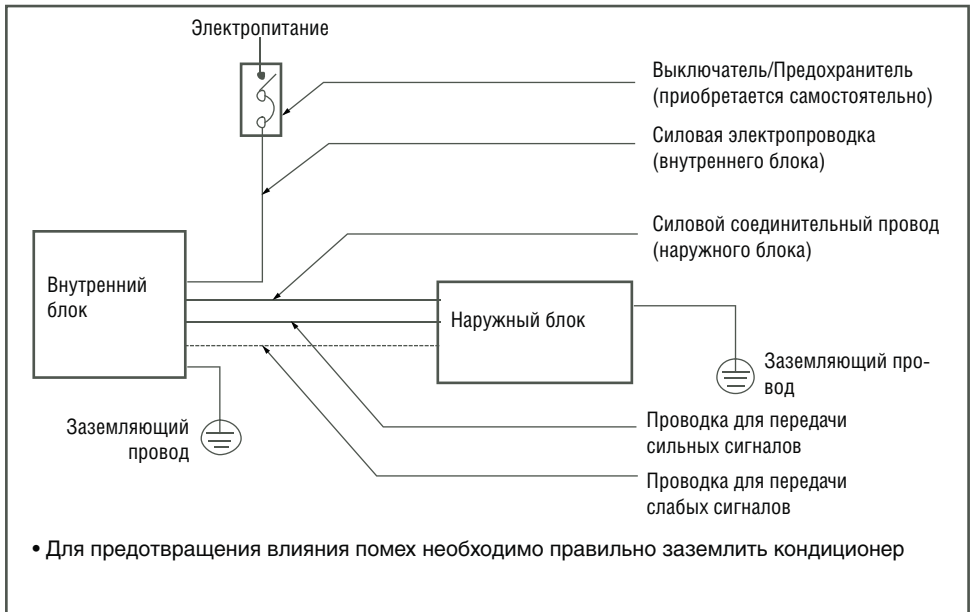 Электропитание
Выключатель/Предохранитель
(приобретается самостоятельно)
Силовая электропроводка
(внутреннего блока)
Силовой соединительный провод
(наружного блока)
Внутренний
блок
Наружный блок
Заземляющий про-
вод
Заземляющий
провод
Проводка для передачи
сильных сигналов
Проводка для передачи
слабых сигналов
• Для предотвращения влияния помех необходимо правильно заземлить кондиционер